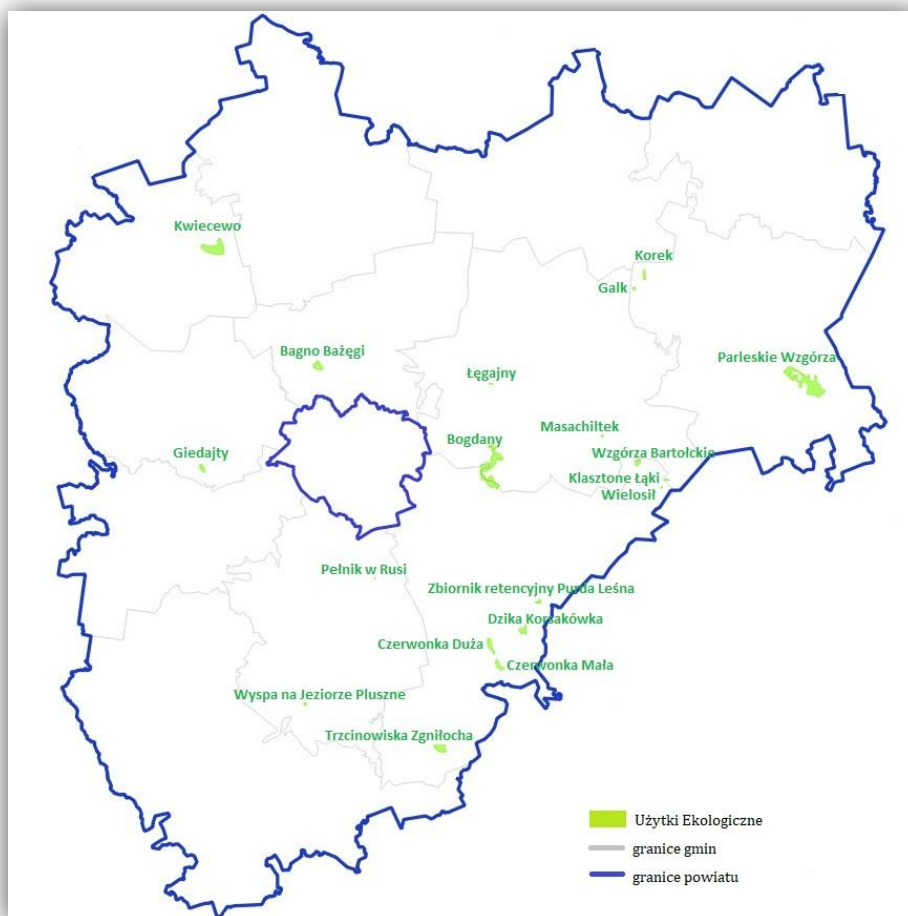 Kwiecewo
Korek
Galk
Bagno Bażęgi
Parleskie Wzgórza
Łęgajny
Masachiltek
Bogdany
Wzgórza Bartołckie
Giedajty
Klasztone Łąki
Wielosił
Pełnik w Rusi
Zbiornik retencyjny Purda Leśna
Dzika Korsakówka
Czerwonka Duża
Czerwonka Mała
Wyspa na Jeziorze Pluszne
Trzcinowiska Zgniłocha
Użytki Ekologiczne
granice gmin
granice powiatu